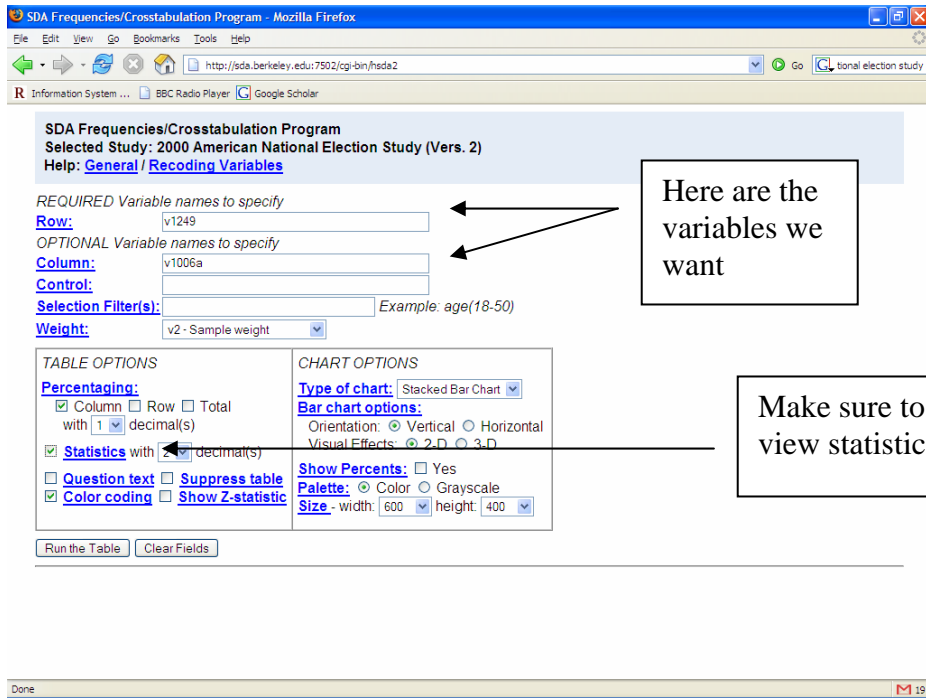 SDA Frequencies/Crosstabulation Program - Mozilla Firefox
File Edit View Go Bookmarks Tools Help
http://sda.berkeley.edu:7502/cgi-bin/hsda2 Go G tional election study
R Information System ... BBC Radio Player G Google Scholar
SDA Frequencies/Crosstabulation Program
Selected Study: 2000 American National Election Study (Vers. 2)
Help: General / Recoding Variables
REQUIRED Variable names to specify
Row: v1249
OPTIONAL Variable names to specify
Column: v1006a
Control:
Selection Filter(s): Example: age(18-50)
Weight: v2 - Sample weight
Here are the
variables we
want
TABLE OPTIONS
Percentaging:
Column Row Total
with 1 decimal(s)
Statistics with 2 decimal(s)
Question text Suppress table
Color coding Show Z-statistic
CHART OPTIONS
Type of chart: Stacked Bar Chart
Bar chart options:
Orientation: Vertical Horizontal
Visual Effects: 2-D 3-D
Show Percents: Yes
Palette: Color Grayscale
Size - width: 600 height: 400
Make sure to
view statistic
Run the Table Clear Fields
Done
19